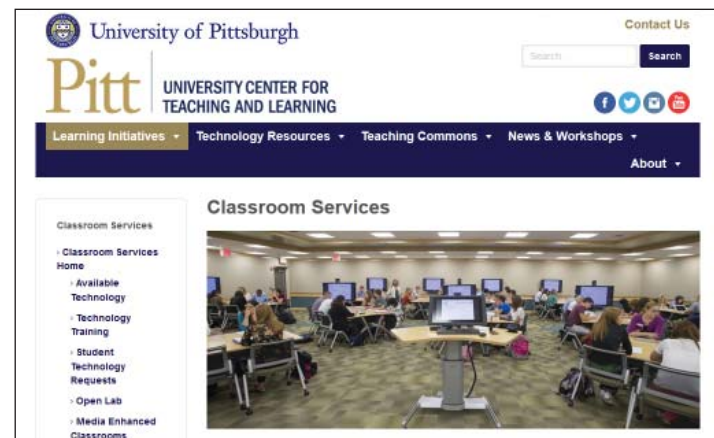 University of Pittsburgh
Contact Us
Search
Search
Pitt
UNIVERSITY CENTER FOR
TEACHING AND LEARNING
You
Tube
Learning Initiatives
Technology Resources
Teaching Commons
News & Workshops
About
Classroom Services
Classroom Services
› Classroom Services
Home
› Available
Technology
› Technology
Training
› Student
Technology
Requests
› Open Lab
› Media Enhanced
Classrooms